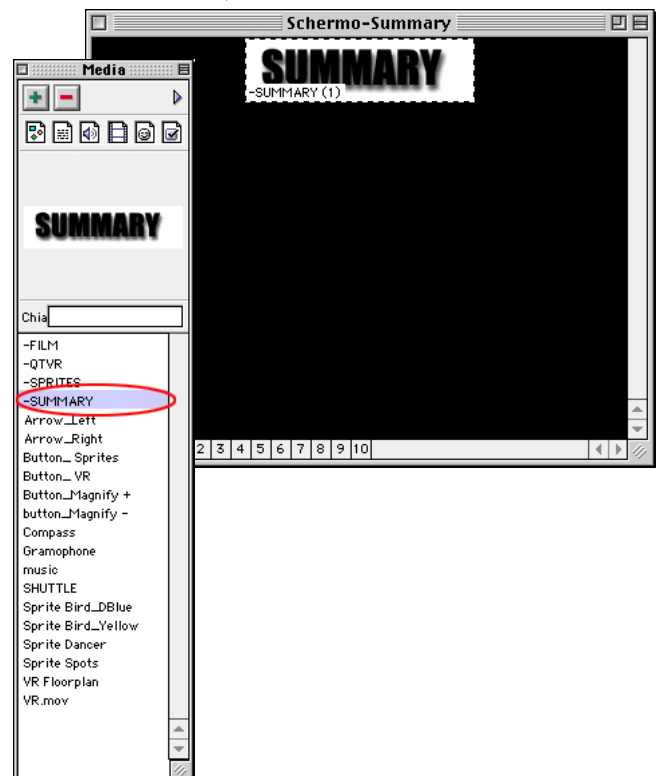 Schermo-Summary
SUMMARY
-SUMMARY (1)
Media
SUMMARY
Chia
-FILM
-QTVR
-SPRITES
-SUMMARY
Arrow_Left
Arrow_Right
Button_ Sprites
Button_ VR
Button_Magnify +
button_Magnify -
Compass
Gramophone
music
SHUTTLE
Sprite Bird_DBlue
Sprite Bird_Yellow
Sprite Dancer
Sprite Spots
VR Floorplan
VR.mov
2 3 4 5 6 7 8 9 10